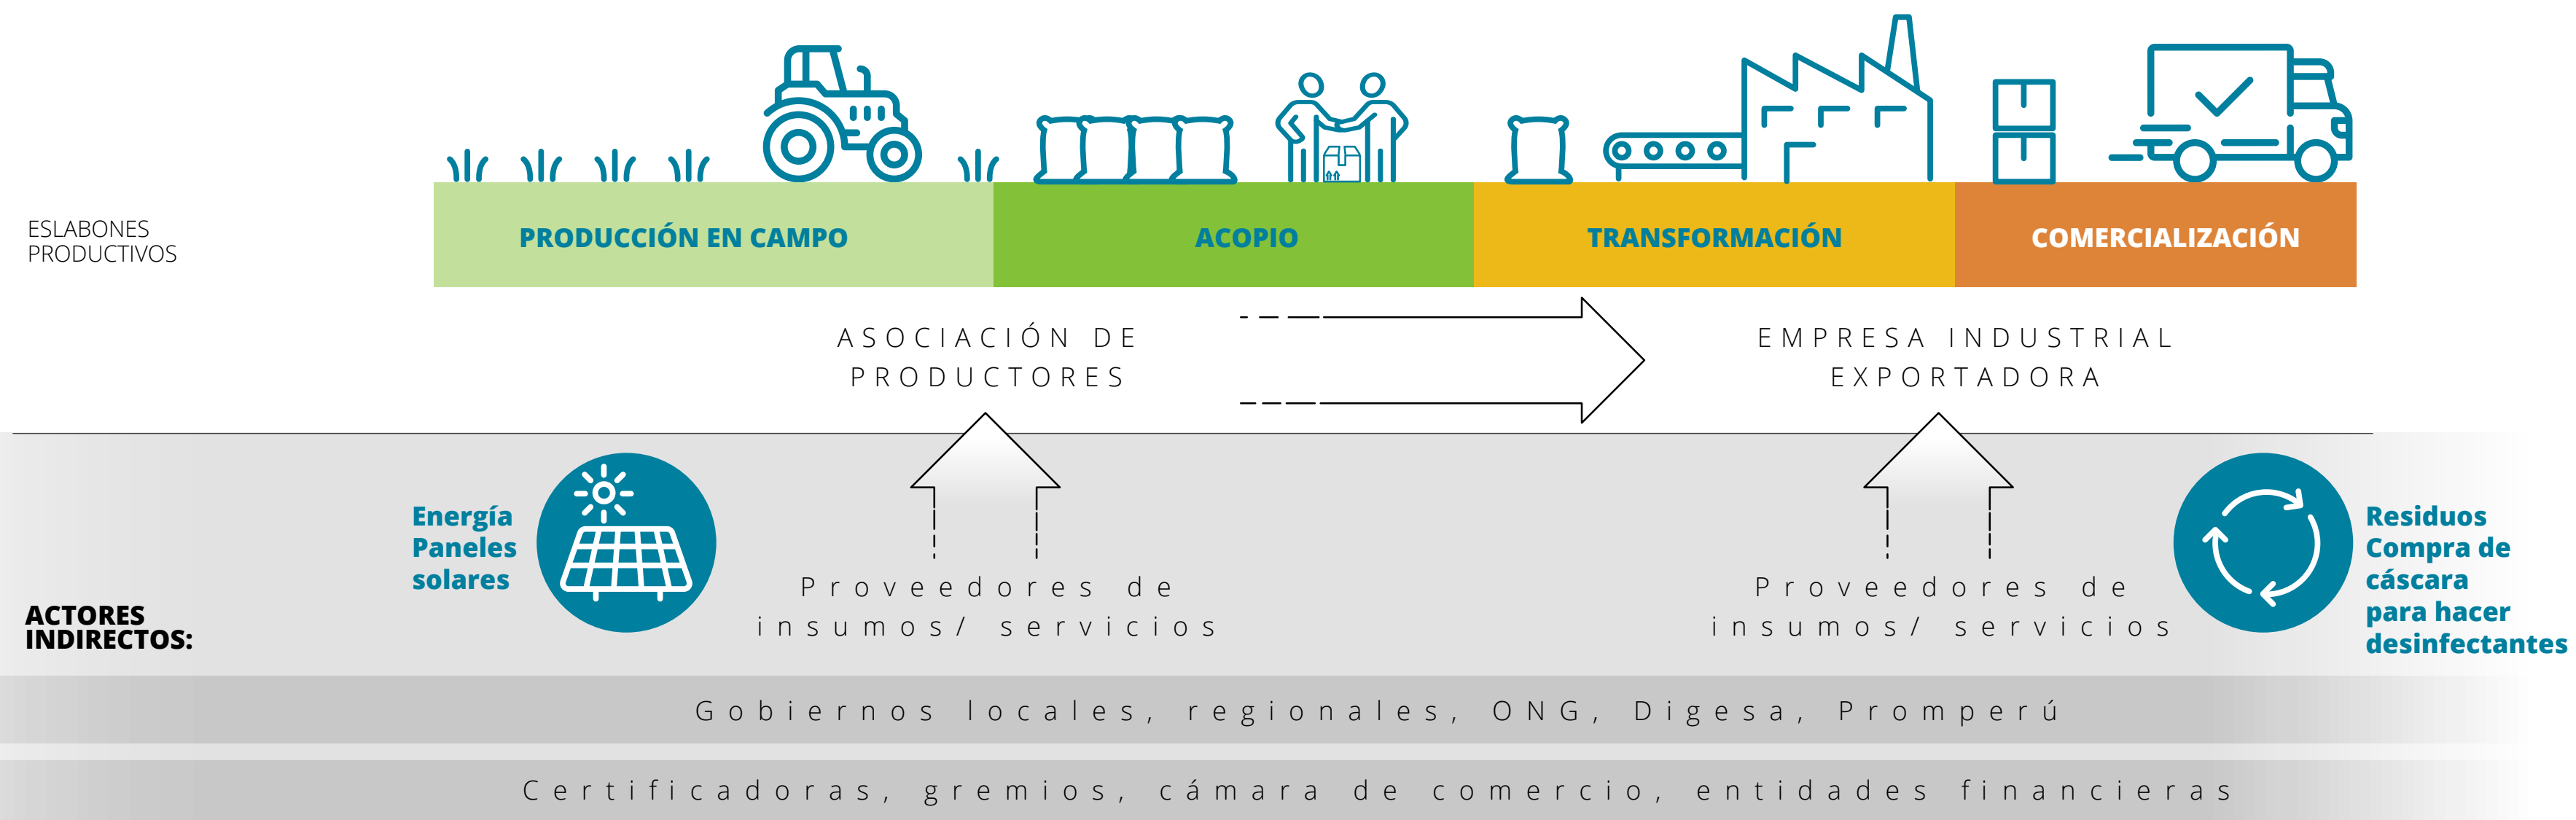 ESLABONES
PRODUCTIVOS
PRODUCCIÓN EN CAMPO
ACOPIO
TRANSFORMACIÓN
COMERCIALIZACIÓN
ASOCIACIÓN DE
PRODUCTORES
EMPRESA INDUSTRIAL
EXPORTADORA
ACTORES
INDIRECTOS:
Energía
Paneles
solares
Proveedores de
insumos/ servicios
Proveedores de
insumos/ servicios
Residuos
Compra de
cáscara
para hacer
desinfectantes
Gobiernos locales, regionales, ONG, Digesa, Promperú
Certificadoras, gremios, cámara de comercio, entidades financieras